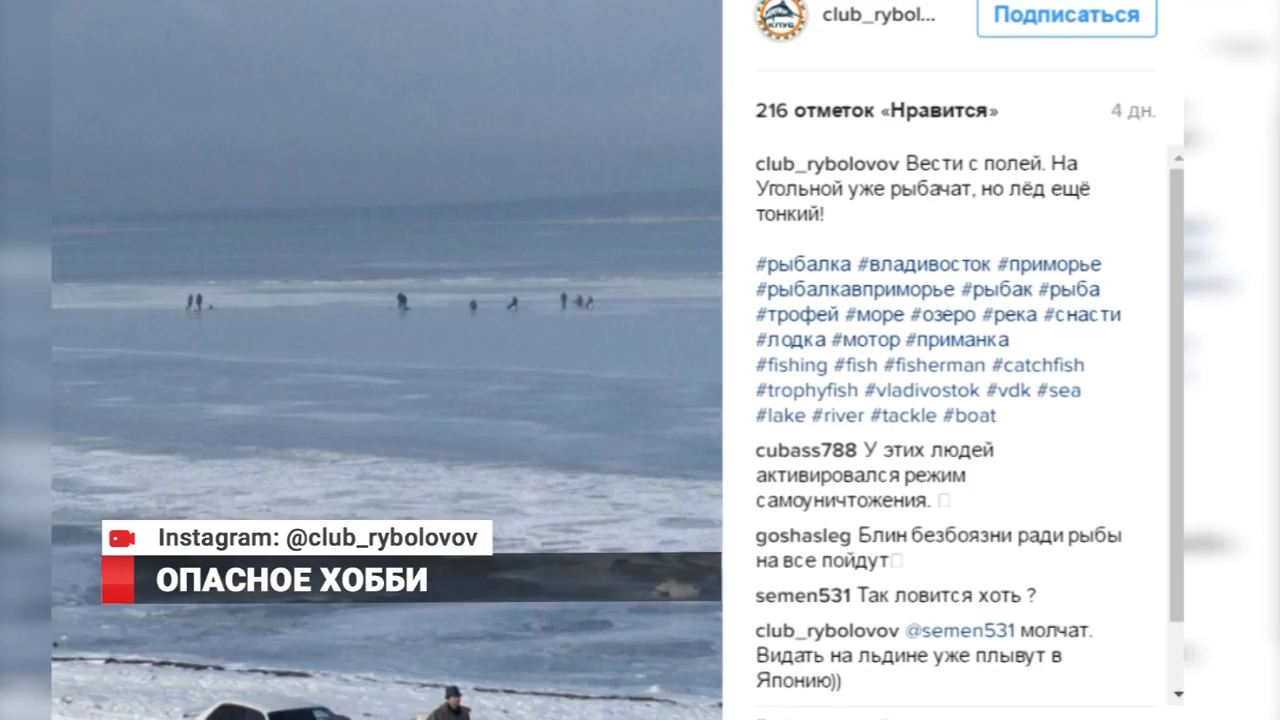 КЛУБ
club_rybol...
Подписаться
216 отметок «Нравится»
4 дн.
club_rybolovov Вести с полей. На
Угольной уже рыбачат, но лёд ещё
тонкий!
#рыбалка #владивосток #приморье
#рыбалкавприморье #рыбак #рыба
#трофей #море #озеро #река #снасти
#лодка #мотор #приманка
#fishing #fish #fisherman #catchfish
#trophyfish #vladivostok #vdk #sea
#lake #river #tackle #boat
cubass788 У этих людей
активировался режим
самоуничтожения.
goshasleg Блин безбоязни ради рыбы
на все пойдут
semen531 Так ловится хоть ?
club_rybolovov @semen531 молчат.
Видать на льдине уже плывут в
Японию))
Instagram: @club_rybolovov
ОПАСНОЕ ХОББИ